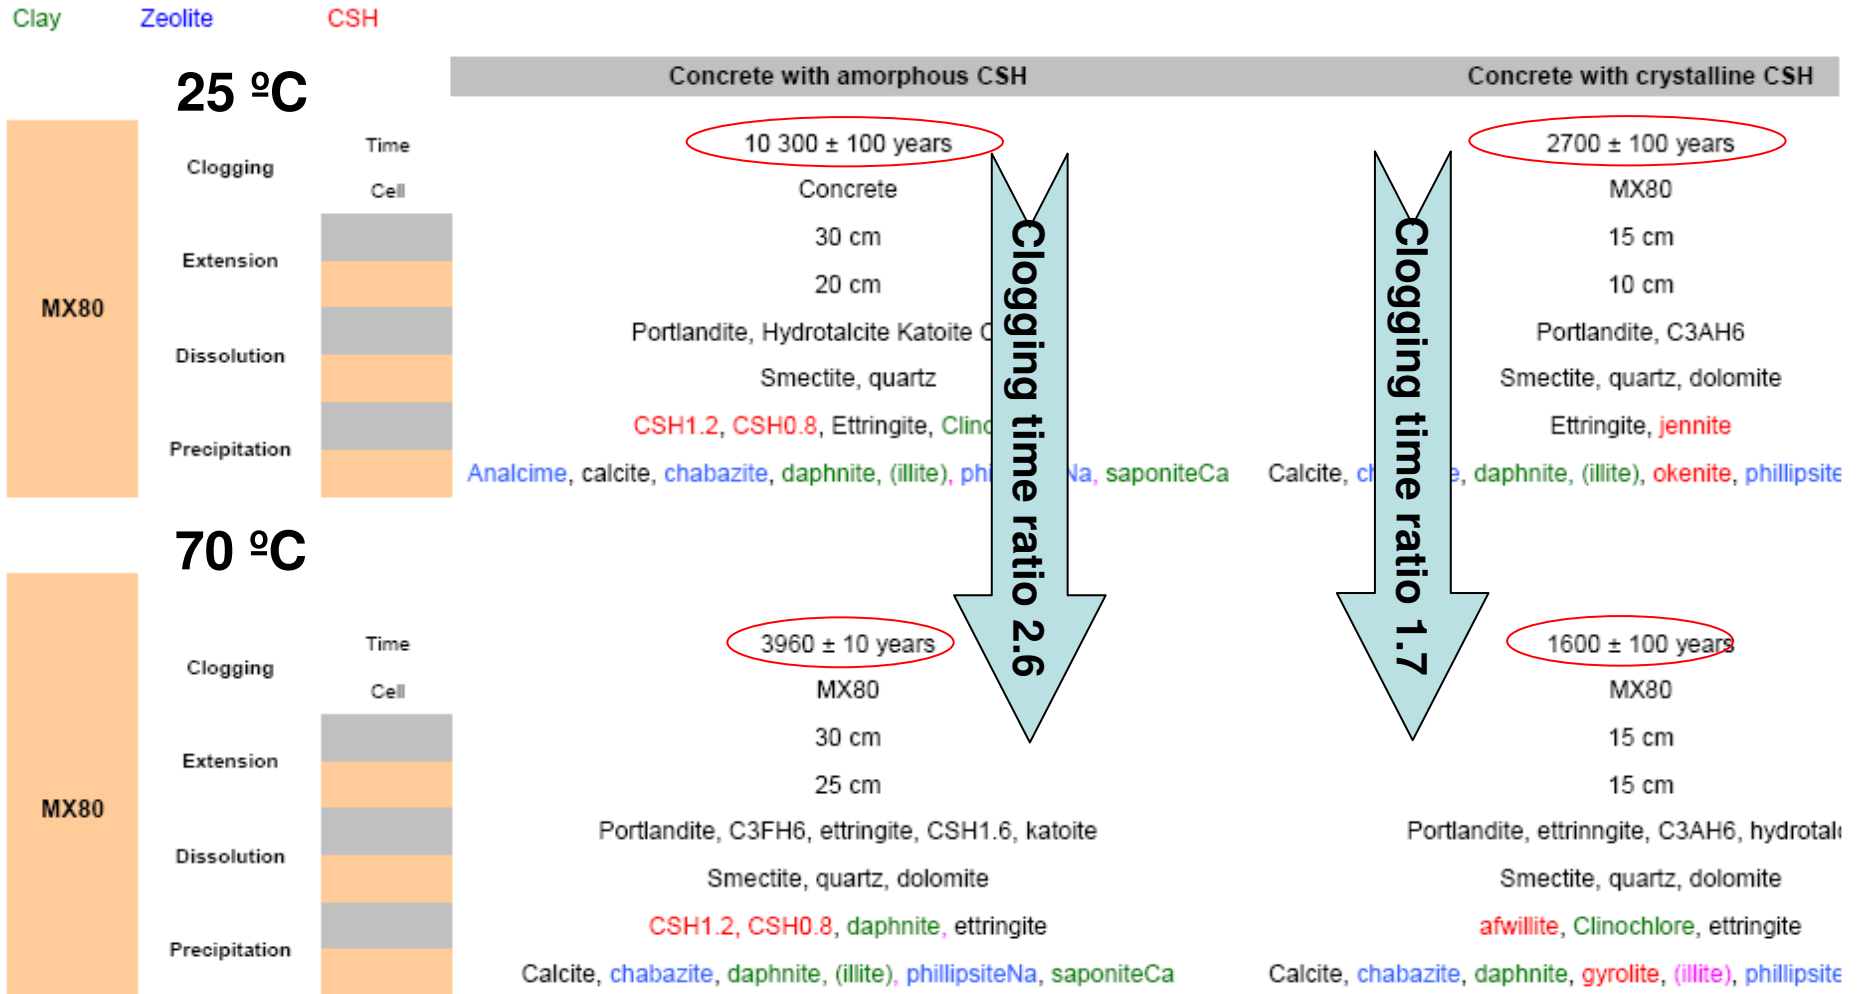 Clay Zeolite CSH
25 ºC
Concrete with amorphous CSH Concrete with crystalline CSH
MX80
Clogging
Time 10 300 ± 100 years 2700 ± 100 years
Cell Concrete MX80
Extension
30 cm 15 cm
20 cm 10 cm
Dissolution
Portlandite, Hydrotalcite Katoite Portlandite, C3AH6
Smectite, quartz Smectite, quartz, dolomite
Precipitation
CSH1.2, CSH0.8, Ettringite, Ettringite, jennite
Analcime, calcite, chabazite, daphnite, (illite), Na, saponiteCa Calcite, daphnite, (illite), okenite, phillipsite
Clogging time ratio 2.6
Clogging time ratio 1.7
70 ºC
MX80
Clogging
Time 3960 ± 10 years 1600 ± 100 years
Cell MX80 MX80
Extension
30 cm 15 cm
25 cm 15 cm
Dissolution
Portlandite, C3FH6, ettringite, CSH1.6, katoite Portlandite, ettrinngite, C3AH6,
Smectite, quartz, dolomite Smectite, quartz, dolomite
Precipitation
CSH1.2, CSH0.8, daphnite, ettringite afwillite, Clinochlore, ettringite
Calcite, chabazite, daphnite, (illite), phillipsiteNa, saponiteCa Calcite, chabazite, daphnite, gyrolite, (illite), phillipsite